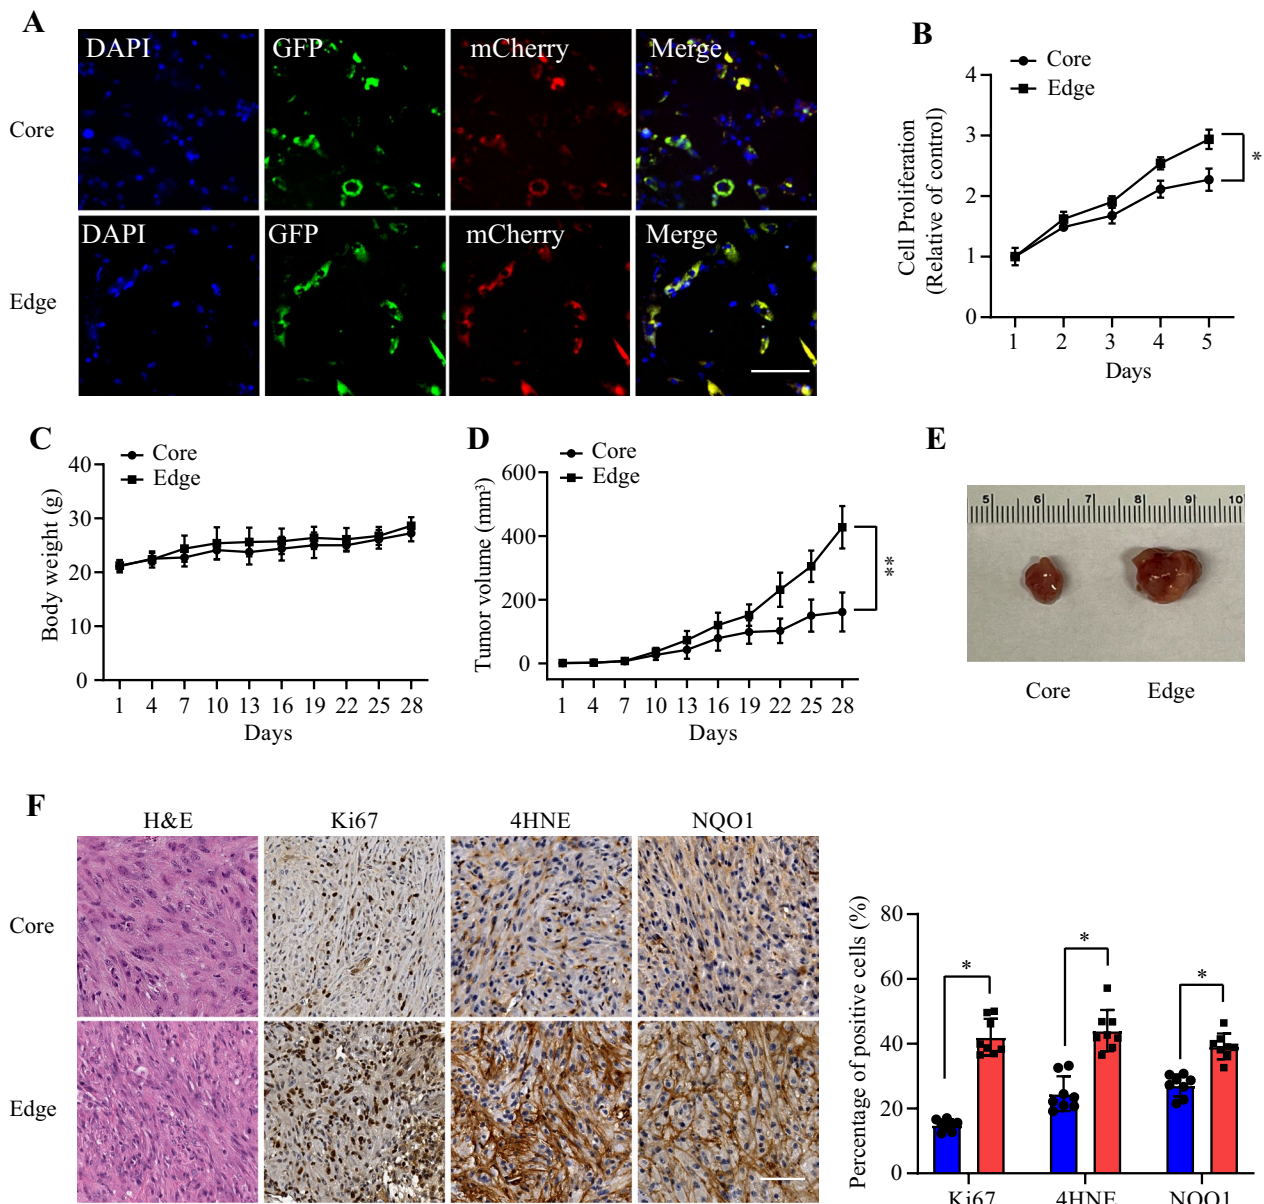 A
DAPI GFP mCherry Merge
Core
DAPI GFP mCherry Merge
Edge
B
Core
Edge
Cell Proliferation
(Relative of control)
4
3
2
1
0
*
1 2 3 4 5
Days
C
Core
Edge
Body weight (g)
40
30
20
10
0
1 4 7 10 13 16 19 22 25 28
Days
D
Core
Edge
Tumor volume (mm³)
600
400
200
0
**
1 4 7 10 13 16 19 22 25 28
Days
E
5 6 7 8 9 10
Core Edge
F
H&E Ki67 4HNE NQO1
Core
Edge
Percentage of positive cells (%)
80
60
40
20
0
* * *
Ki67 4HNE NQO1